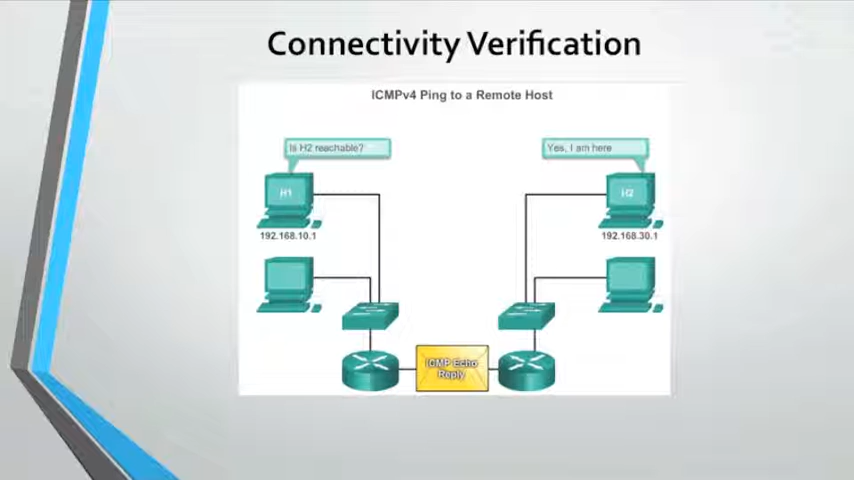 Connectivity Verification
ICMPv4 Ping to a Remote Host
Is H2 reachable?
Yes, I am here
H1
H2
192.168.10.1
192.168.30.1
ICMP Echo
Reply